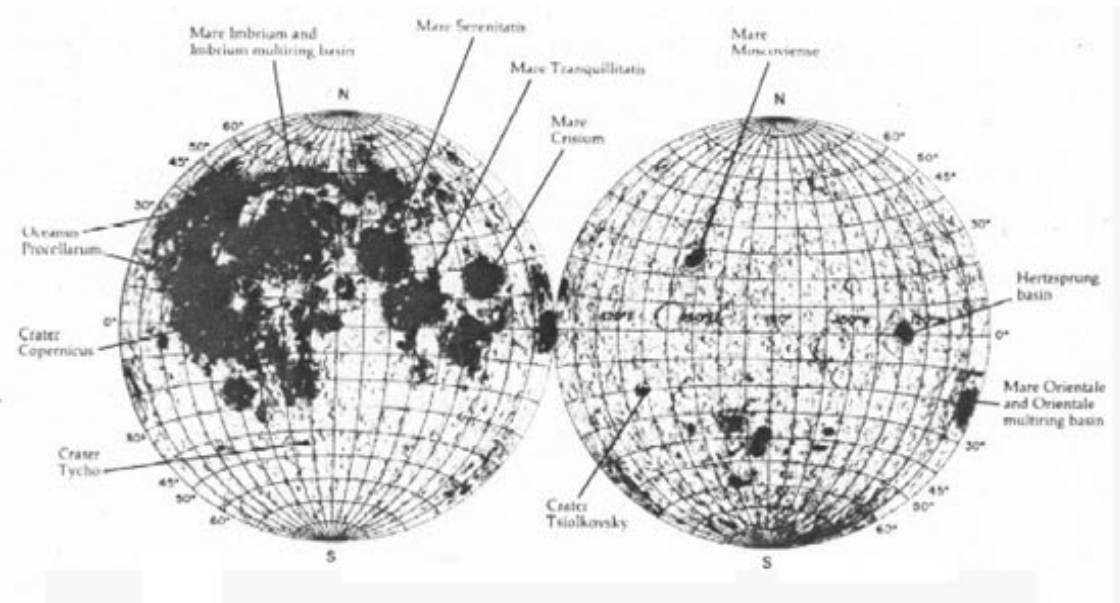 Mare Imbrium and
Imbrium multiring basin
Mare Serenitatis
Mare Tranquillitatis
Mare
Crisium
Mare
Moscoviense
N
60°
50°
45°
30°
Oceanus
Procellarum
0°
Crater
Copernicus
30°
Crater
Tycho
45°
50°
60°
S
N
60°
50°
45°
30°
Hertzsprung
basin
0°
Mare Orientale
and Orientale
multiring basin
30°
45°
50°
60°
Crater
Tsiolkovsky
S